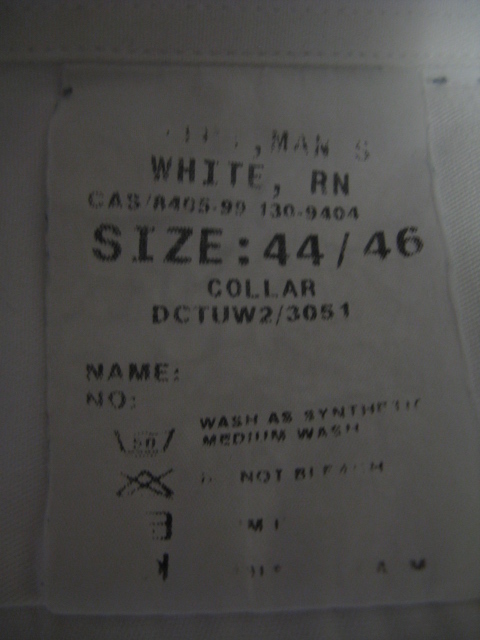 ,MAN S
WHITE, RN
CAS/8405-99 130-9404
SIZE:44/46
COLLAR
DCTUW2/3051
NAME:
NO:
50
WASH AS SYNTHETIC
MEDIUM WASH
NOT BLEACH